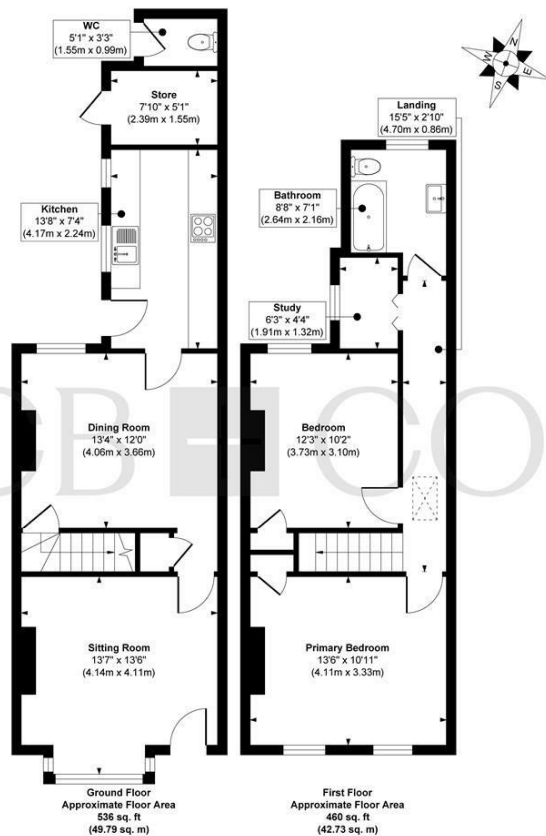 WC
5'1" x 3'3"
(1.55m x 0.99m)
Store
7'10" x 5'1"
(2.39m x 1.55m)
Kitchen
13'8" x 7'4"
(4.17m x 2.24m)
Dining Room
13'4" x 12'0"
(4.06m x 3.66m)
Sitting Room
13'7" x 13'6"
(4.14m x 4.11m)
Ground Floor
Approximate Floor Area
536 sq. ft
(49.79 sq. m)
N
E
S
W
Landing
15'5" x 2'10"
(4.70m x 0.86m)
Bathroom
8'8" x 7'1"
(2.64m x 2.16m)
Study
6'3" x 4'4"
(1.91m x 1.32m)
Bedroom
12'3" x 10'2"
(3.73m x 3.10m)
Primary Bedroom
13'6" x 10'11"
(4.11m x 3.33m)
First Floor
Approximate Floor Area
460 sq. ft
(42.73 sq. m)
CB CO